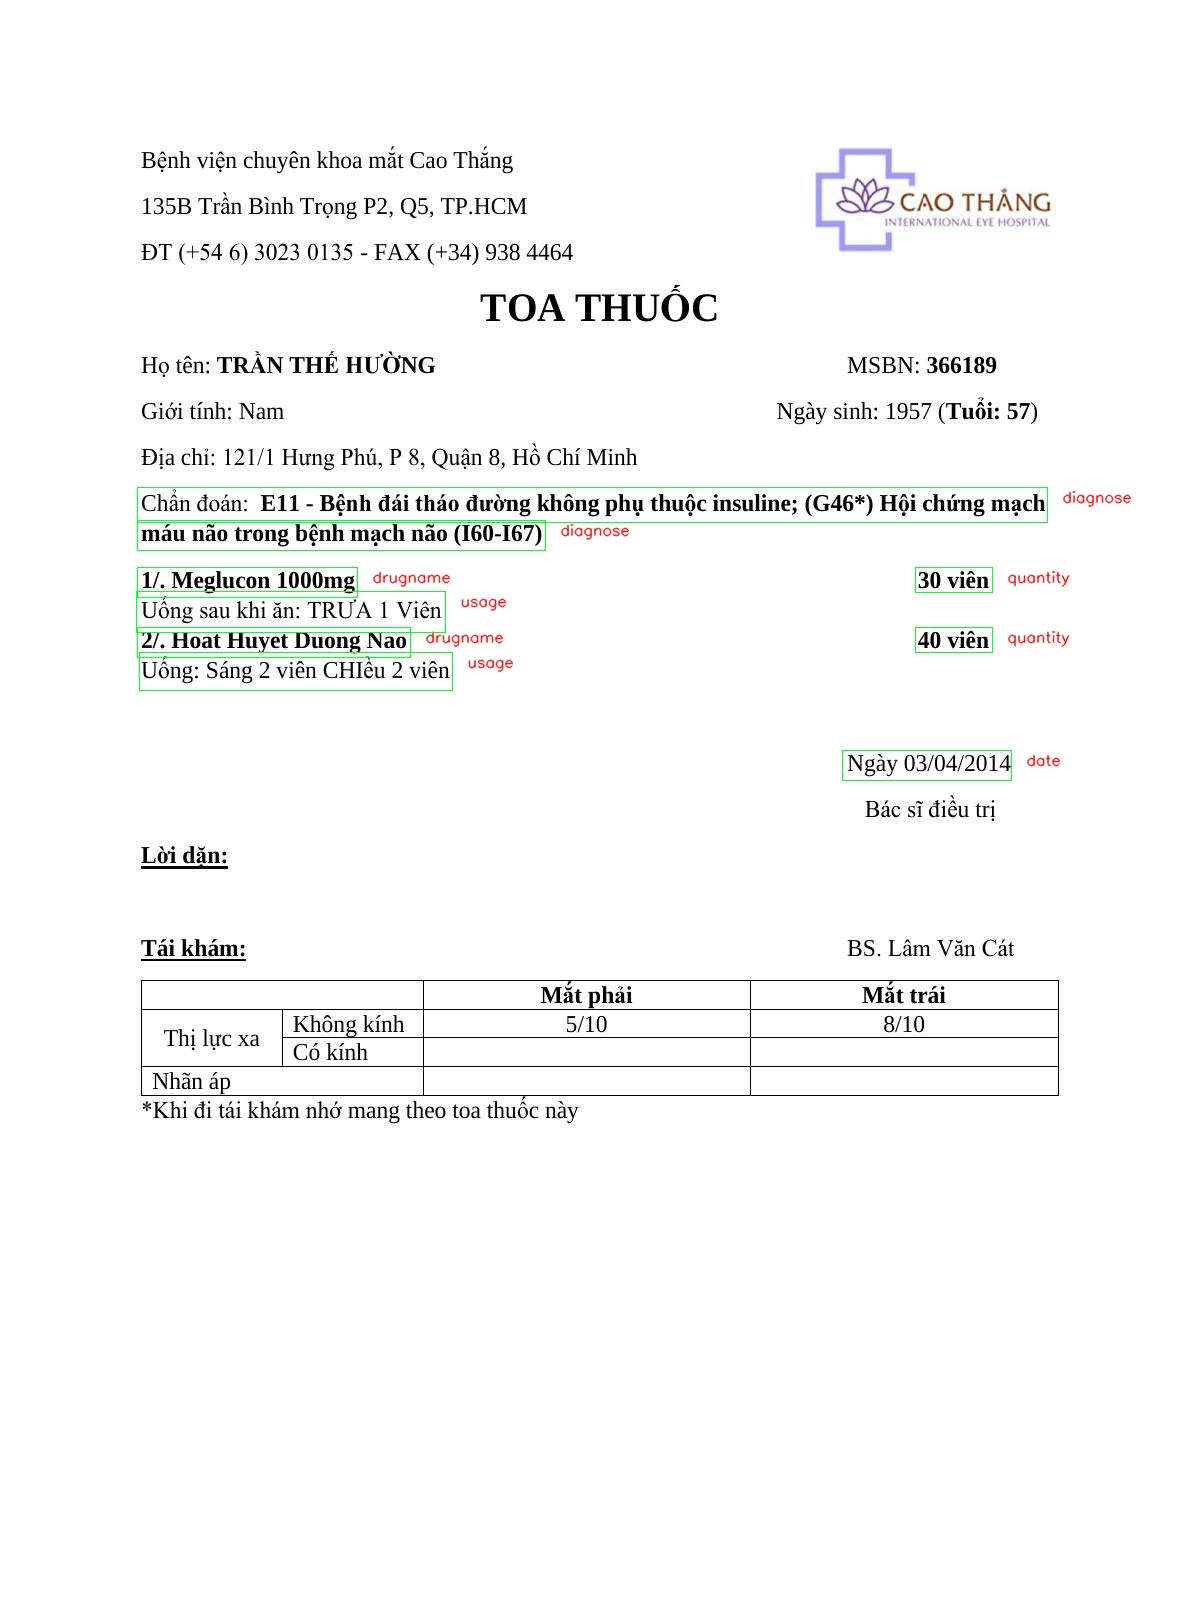 Bệnh viện chuyên khoa mắt Cao Thắng
135B Trần Bình Trọng P2, Q5, TP.HCM
ĐT (+54 6) 3023 0135 - FAX (+34) 938 4464
CAO THẮNG
INTERNATIONAL EYE HOSPITAL
TOA THUỐC
Họ tên: TRẦN THẾ HƯỜNG MSBN: 366189
Giới tính: Nam Ngày sinh: 1957 (Tuổi: 57)
Địa chỉ: 121/1 Hưng Phú, P 8, Quận 8, Hồ Chí Minh
Chẩn đoán: E11 - Bệnh đái tháo đường không phụ thuộc insuline; (G46*) Hội chứng mạch diagnose
máu não trong bệnh mạch não (I60-I67) diagnose
1/. Meglucon 1000mg drugname 30 viên quantity
Uống sau khi ăn: TRƯA 1 Viên usage
2/. Hoat Huyet Duong Nao drugname 40 viên quantity
Uống: Sáng 2 viên CHIều 2 viên usage
Ngày 03/04/2014 date
Bác sĩ điều trị
Lời dặn:
Tái khám: BS. Lâm Văn Cát
Mắt phải Mắt trái
Thị lực xa Không kính 5/10 8/10
Có kính
Nhãn áp
*Khi đi tái khám nhớ mang theo toa thuốc này